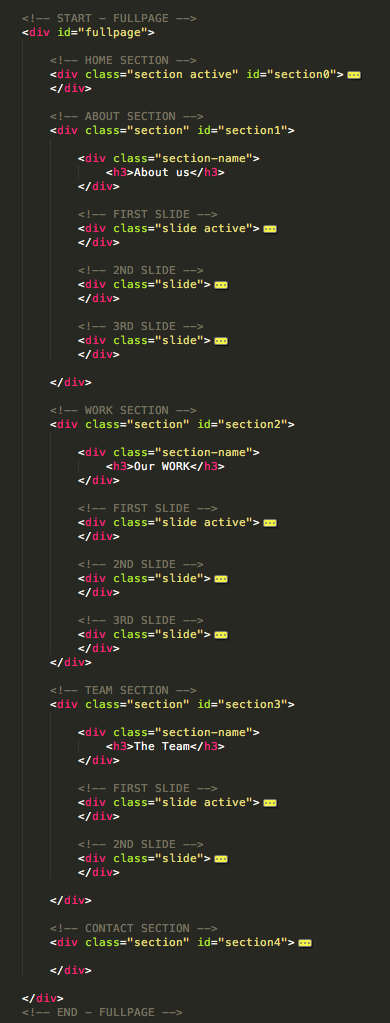 <!-- START - FULLPAGE -->
<div id="fullpage">
<!-- HOME SECTION -->
<div class="section active" id="section0">
</div>
<!-- ABOUT SECTION -->
<div class="section" id="section1">
<div class="section-name">
<h3>About us</h3>
</div>
<!-- FIRST SLIDE -->
<div class="slide active">
</div>
<!-- 2ND SLIDE -->
<div class="slide">
</div>
<!-- 3RD SLIDE -->
<div class="slide">
</div>
</div>
<!-- WORK SECTION -->
<div class="section" id="section2">
<div class="section-name">
<h3>Our WORK</h3>
</div>
<!-- FIRST SLIDE -->
<div class="slide active">
</div>
<!-- 2ND SLIDE -->
<div class="slide">
</div>
<!-- 3RD SLIDE -->
<div class="slide">
</div>
</div>
<!-- TEAM SECTION -->
<div class="section" id="section3">
<div class="section-name">
<h3>The Team</h3>
</div>
<!-- FIRST SLIDE -->
<div class="slide active">
</div>
<!-- 2ND SLIDE -->
<div class="slide">
</div>
</div>
<!-- CONTACT SECTION -->
<div class="section" id="section4">
</div>
</div>
<!-- END - FULLPAGE -->